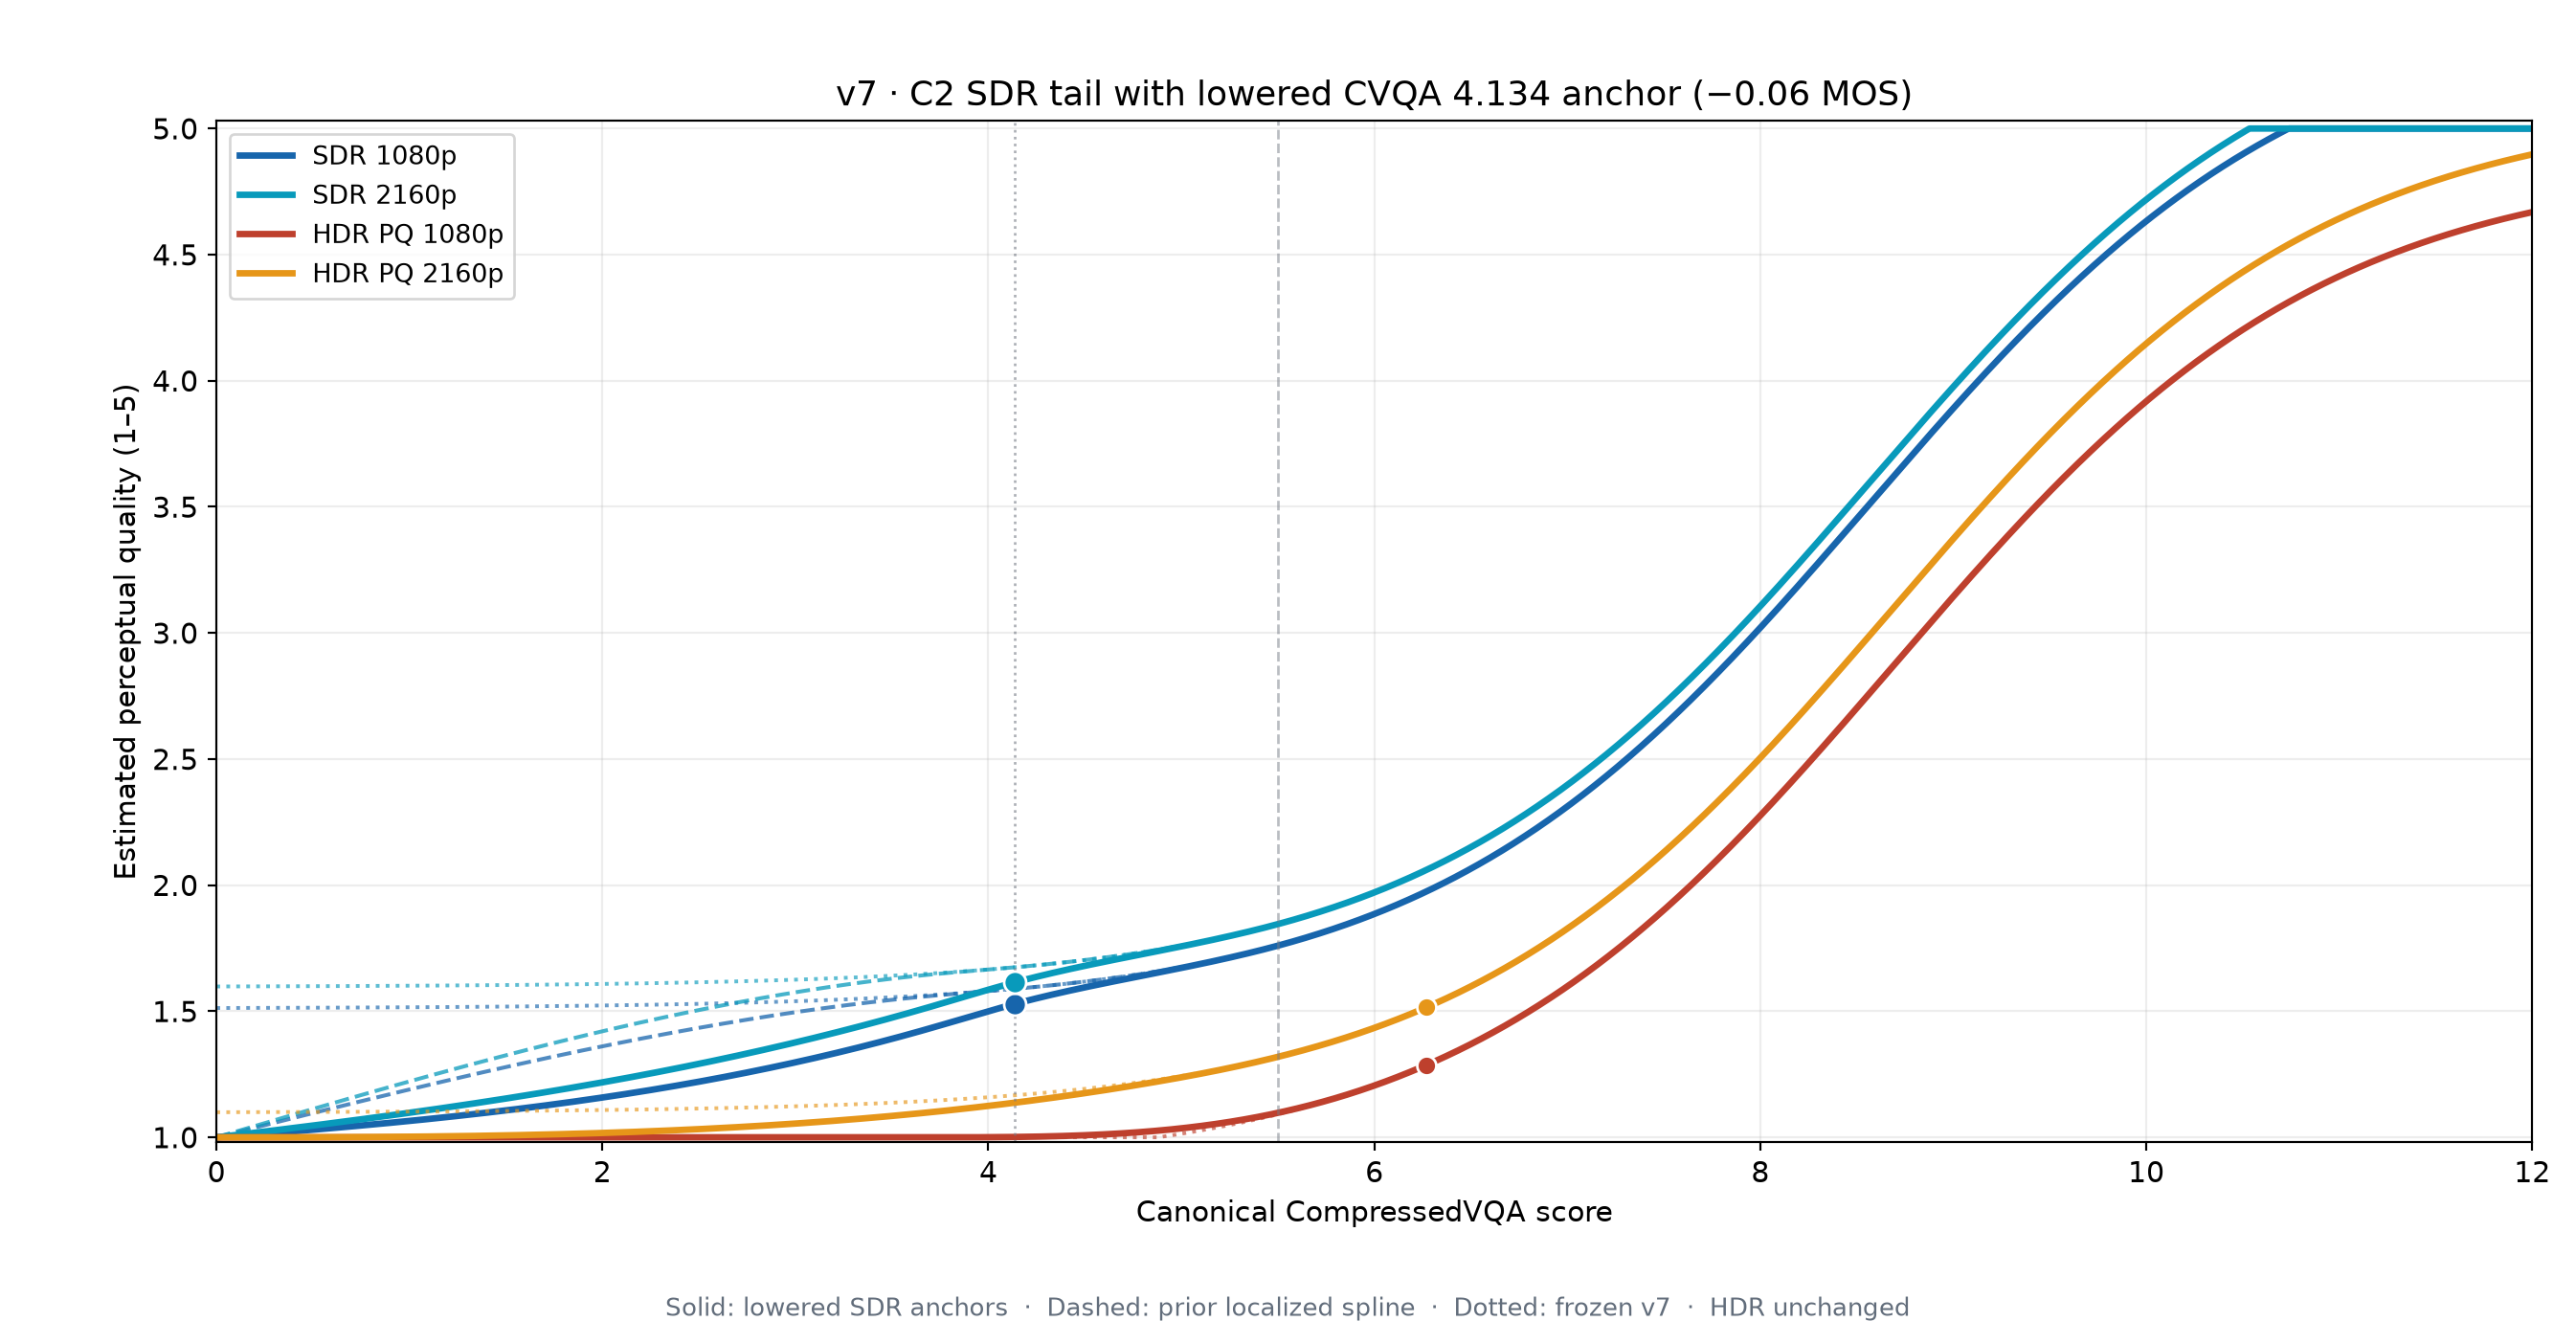 v7 · C2 SDR tail with lowered CVQA 4.134 anchor (−0.06 MOS)
SDR 1080p
SDR 2160p
HDR PQ 1080p
HDR PQ 2160p
Estimated perceptual quality (1–5)
5.0
4.5
4.0
3.5
3.0
2.5
2.0
1.5
1.0
0 2 4 6 8 10 12
Canonical CompressedVQA score
Solid: lowered SDR anchors · Dashed: prior localized spline · Dotted: frozen v7 · HDR unchanged